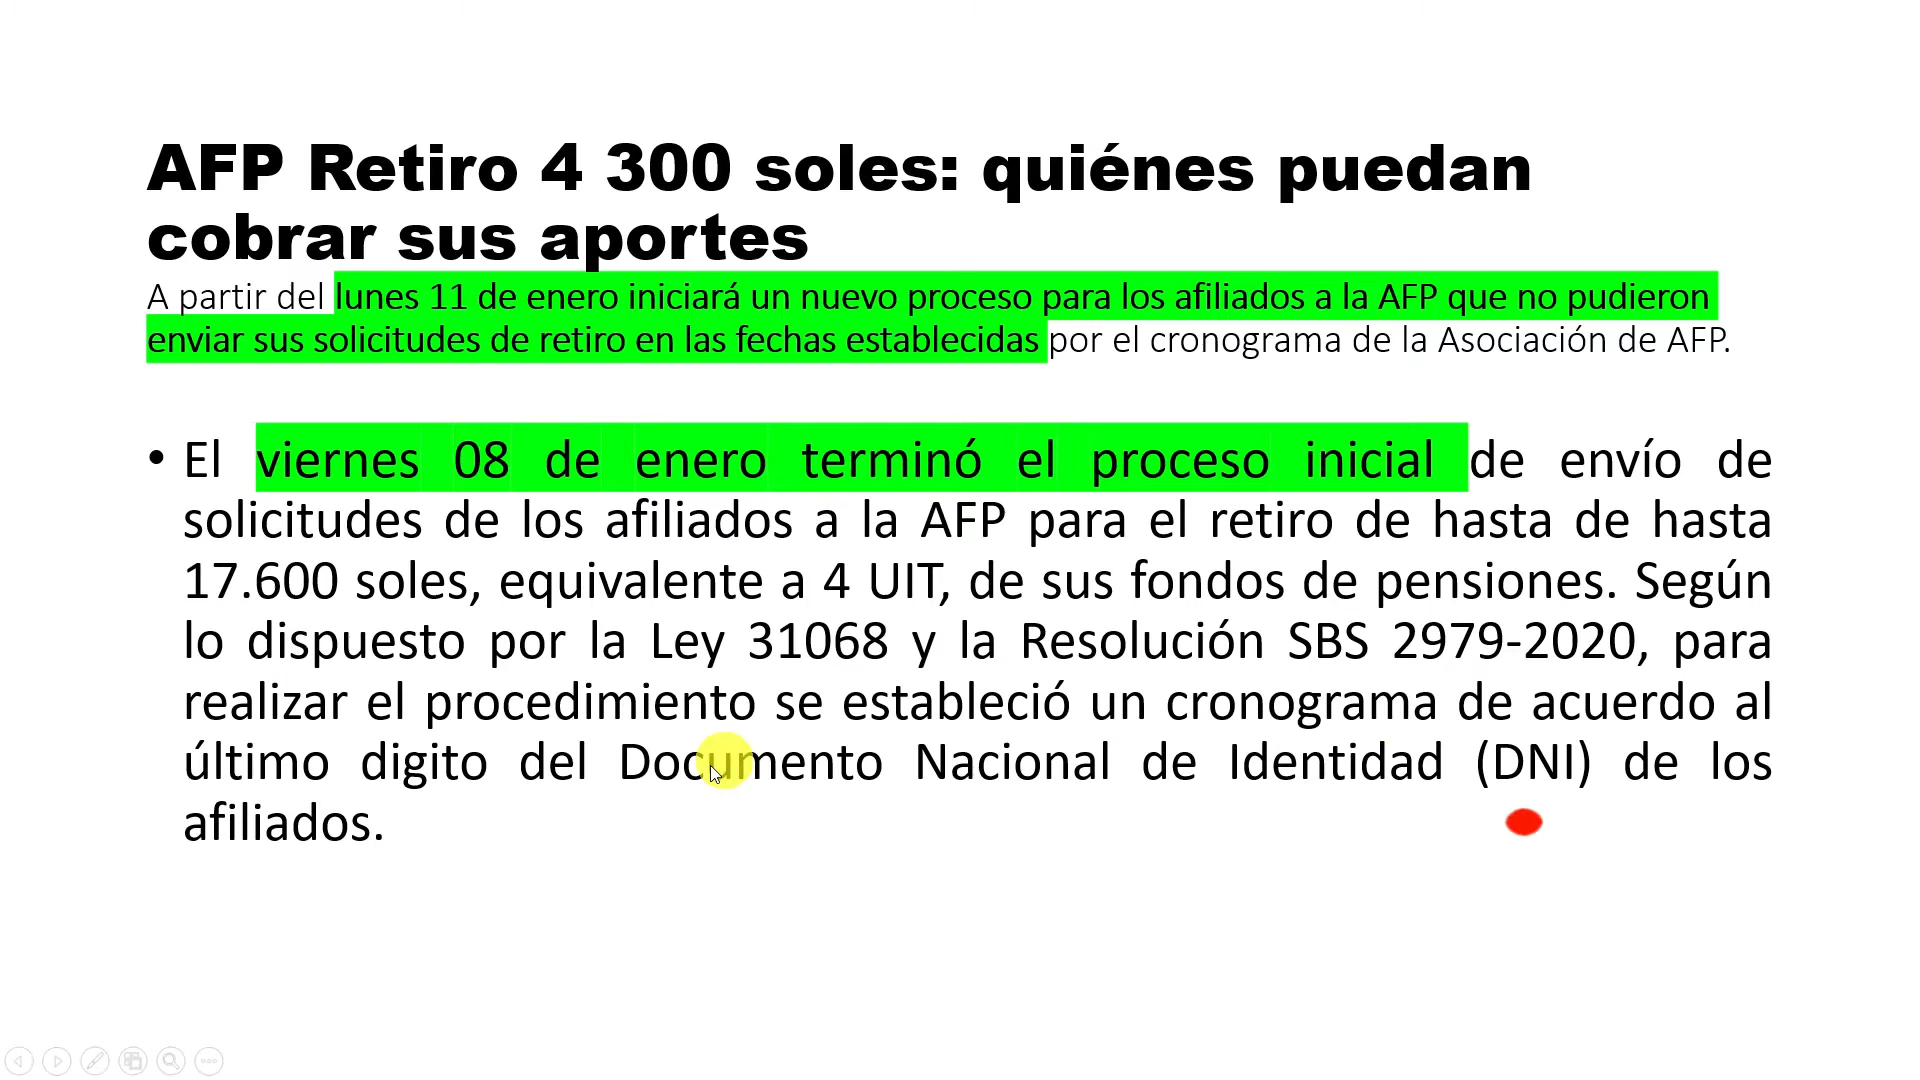 AFP Retiro 4 300 soles: quiénes puedan
cobrar sus aportes
A partir del lunes 11 de enero iniciará un nuevo proceso para los afiliados a la AFP que no pudieron
enviar sus solicitudes de retiro en las fechas establecidas por el cronograma de la Asociación de AFP.
• El viernes 08 de enero terminó el proceso inicial de envío de
solicitudes de los afiliados a la AFP para el retiro de hasta de hasta
17.600 soles, equivalente a 4 UIT, de sus fondos de pensiones. Según
lo dispuesto por la Ley 31068 y la Resolución SBS 2979-2020, para
realizar el procedimiento se estableció un cronograma de acuerdo al
último digito del Documento Nacional de Identidad (DNI) de los
afiliados.